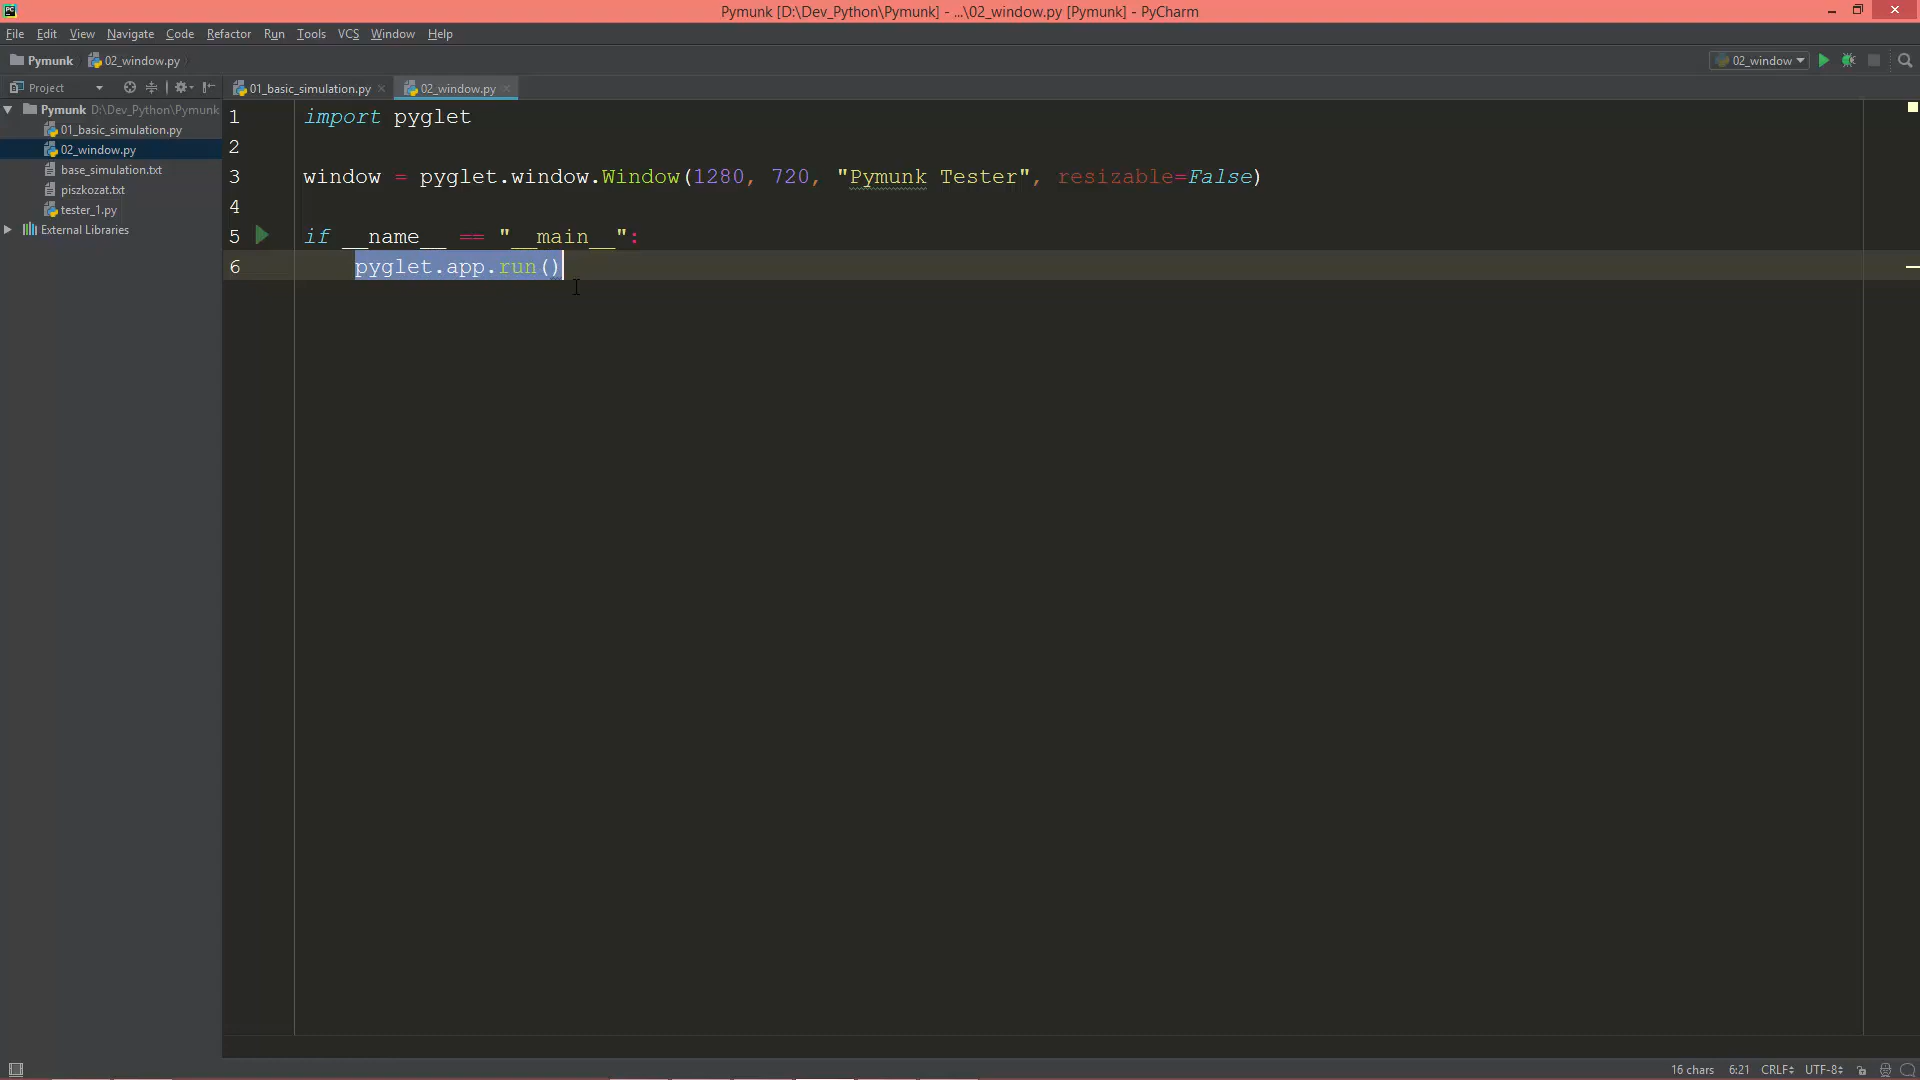 Pymunk [D:\Dev_Python\Pymunk] - ...\02_window.py [Pymunk] - PyCharm
File Edit View Navigate Code Refactor Run Tools VCS Window Help
Pymunk 02_window.py 02_window
Project 01_basic_simulation.py 02_window.py
Pymunk D:\Dev_Python\Pymunk
01_basic_simulation.py
02_window.py
base_simulation.txt
piszkozat.txt
tester_1.py
External Libraries
1 import pyglet
2
3 window = pyglet.window.Window(1280, 720, "Pymunk Tester", resizable=False)
4
5 if __name__ == "__main__":
6 pyglet.app.run()
16 chars 6:21 CRLF UTF-8